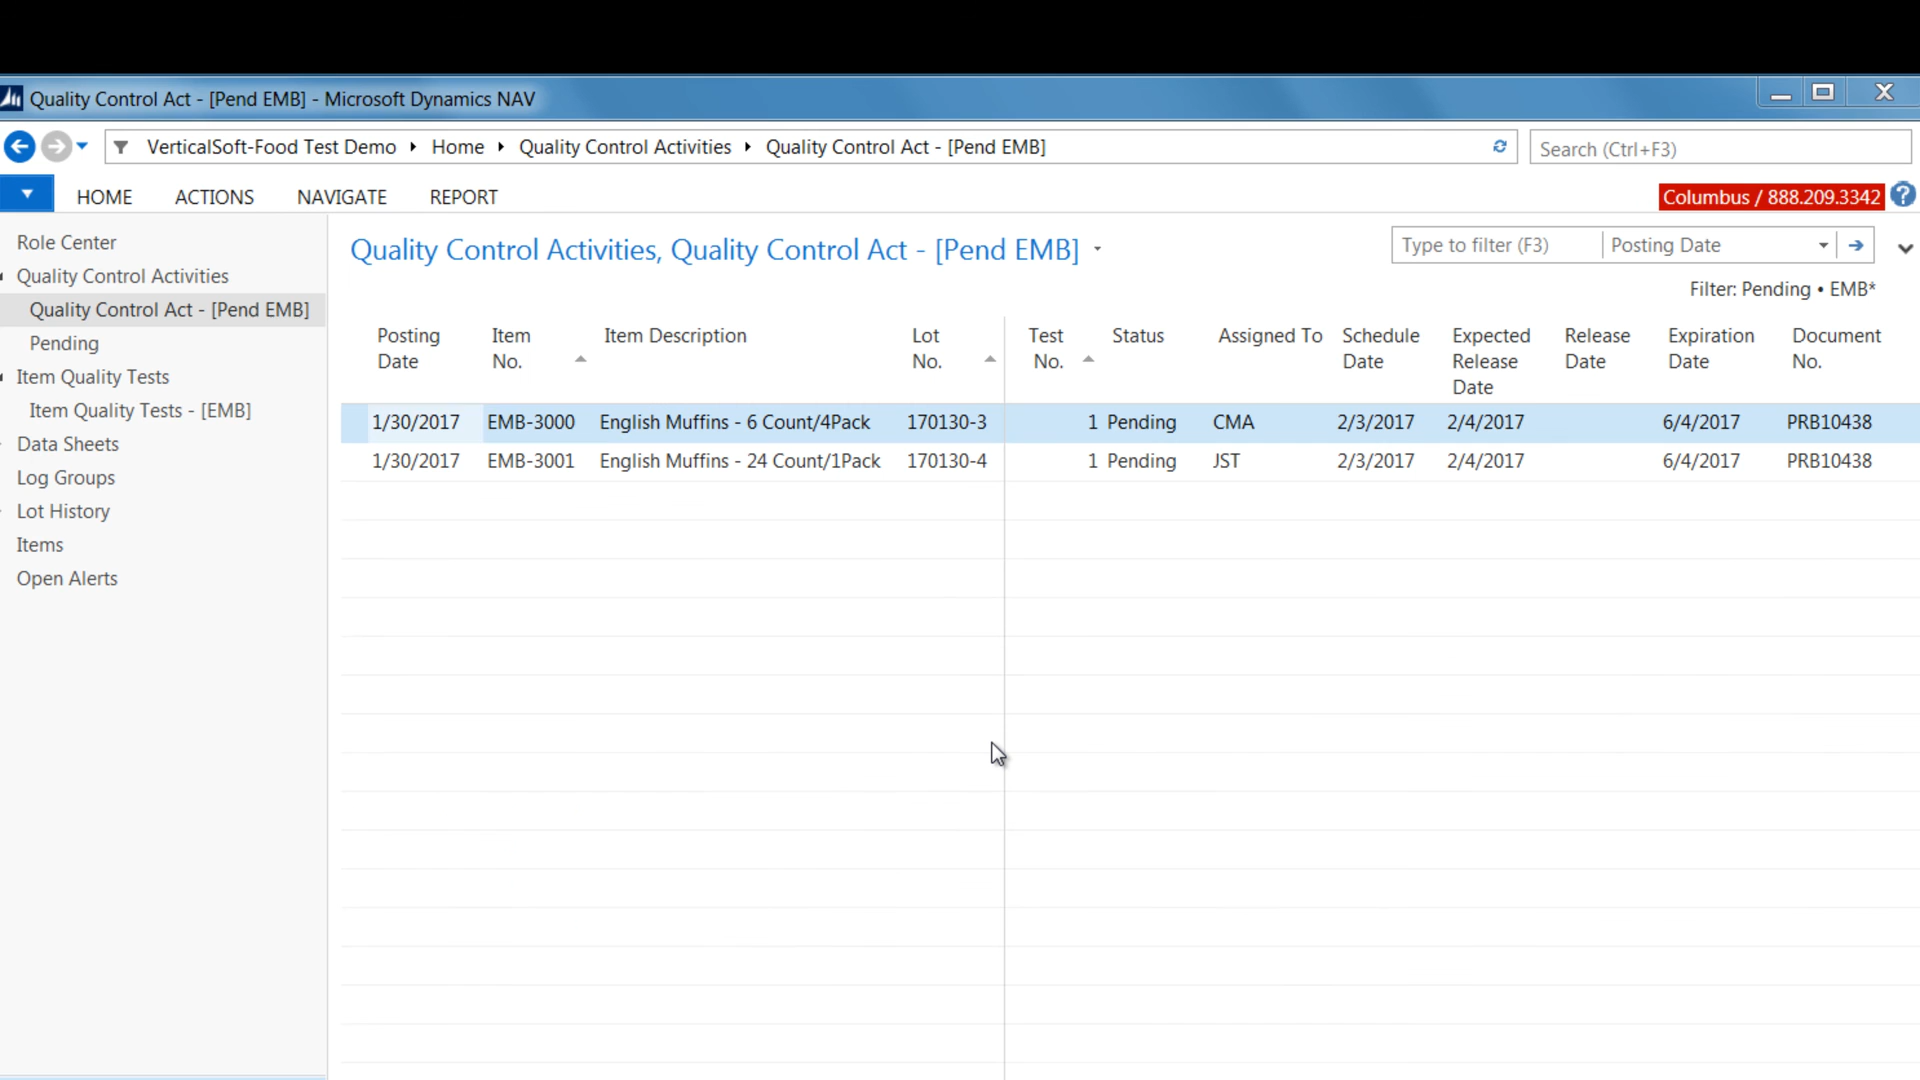 Quality Control Act - [Pend EMB] - Microsoft Dynamics NAV
VerticalSoft-Food Test Demo Home Quality Control Activities Quality Control Act - [Pend EMB] Search (Ctrl+F3)
HOME ACTIONS NAVIGATE REPORT Columbus / 888.209.3342 ?
Role Center
Quality Control Activities
Quality Control Act - [Pend EMB]
Pending
Item Quality Tests
Item Quality Tests - [EMB]
Data Sheets
Log Groups
Lot History
Items
Open Alerts
Quality Control Activities, Quality Control Act - [Pend EMB] Type to filter (F3) Posting Date
Filter: Pending • EMB*
Posting Item Item Description Lot Test Status Assigned To Schedule Expected Release Expiration Document
Date No. No. No. Date Release Date Date No.
Date
1/30/2017 EMB-3000 English Muffins - 6 Count/4Pack 170130-3 1 Pending CMA 2/3/2017 2/4/2017 6/4/2017 PRB10438
1/30/2017 EMB-3001 English Muffins - 24 Count/1Pack 170130-4 1 Pending JST 2/3/2017 2/4/2017 6/4/2017 PRB10438